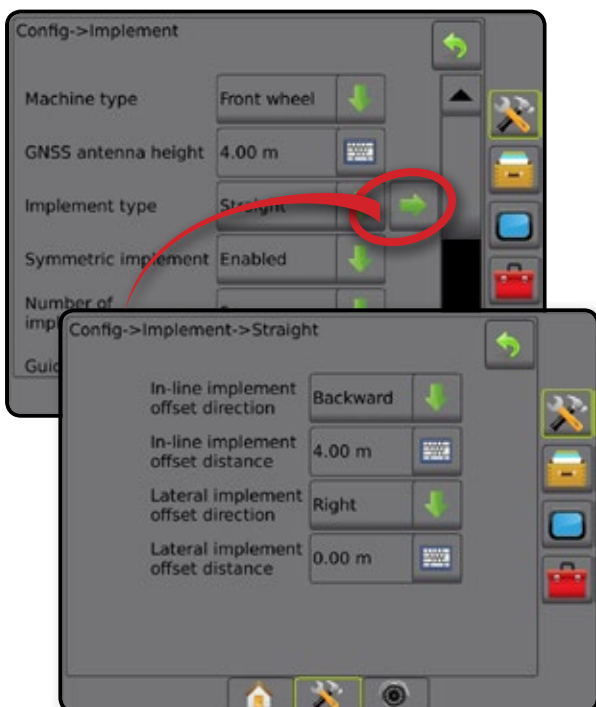 Config->Implement
Machine type Front wheel
GNSS antenna height 4.00 m
Implement type Straight
Symmetric implement Enabled
Number of
Config->Implement->Straight
In-line implement
offset direction Backward
In-line implement
offset distance 4.00 m
Lateral implement
offset direction Right
Lateral implement
offset distance 0.00 m